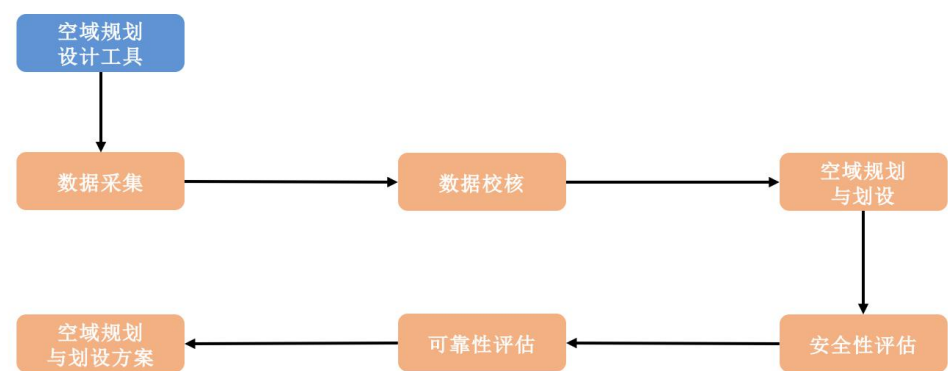 空域规划
设计工具
数据采集
数据校核
空域规划
与划设
安全性评估
可靠性评估
空域规划
与划设方案